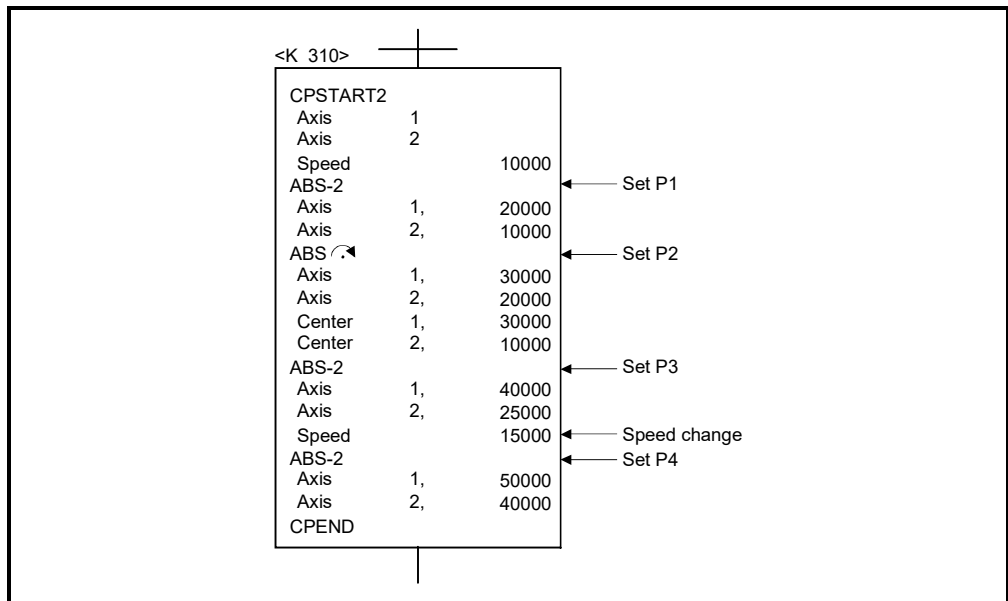 <K 310>
CPSTART2
Axis 1
Axis 2
Speed 10000
ABS-2 Set P1
Axis 1, 20000
Axis 2, 10000
ABS Set P2
Axis 1, 30000
Axis 2, 20000
Center 1, 30000
Center 2, 10000
ABS-2 Set P3
Axis 1, 40000
Axis 2, 25000
Speed 15000 Speed change
ABS-2 Set P4
Axis 1, 50000
Axis 2, 40000
CPEND